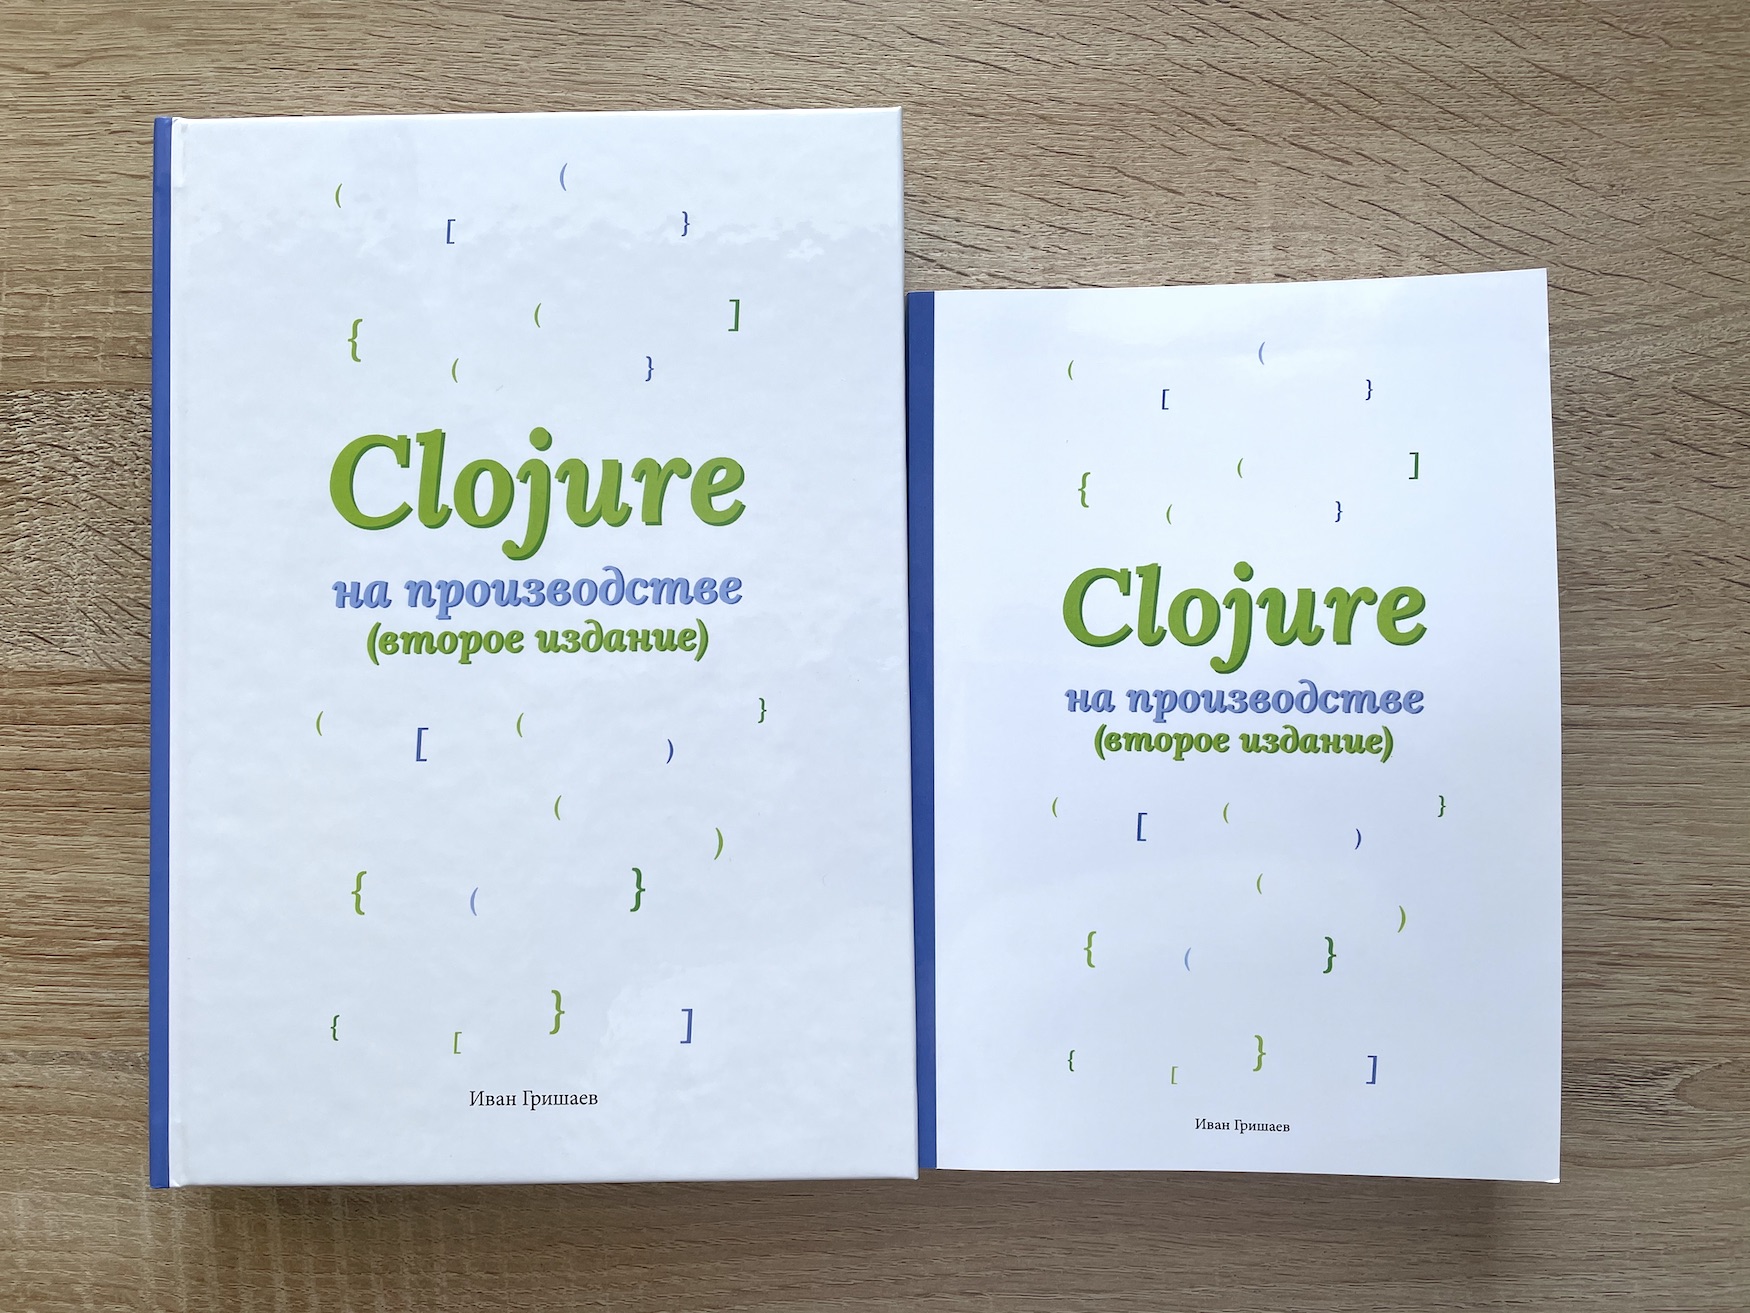 ( (
[ }
{ ( ]
( }
Clojure
на производстве
(второе издание)
( [ ( ) }
(
)
{ ( }
{ [ } ]
Иван Гришаев
( (
[ }
{ ( ]
( }
Clojure
на производстве
(второе издание)
( [ ( ) }
(
)
{ ( }
{ [ } ]
Иван Гришаев